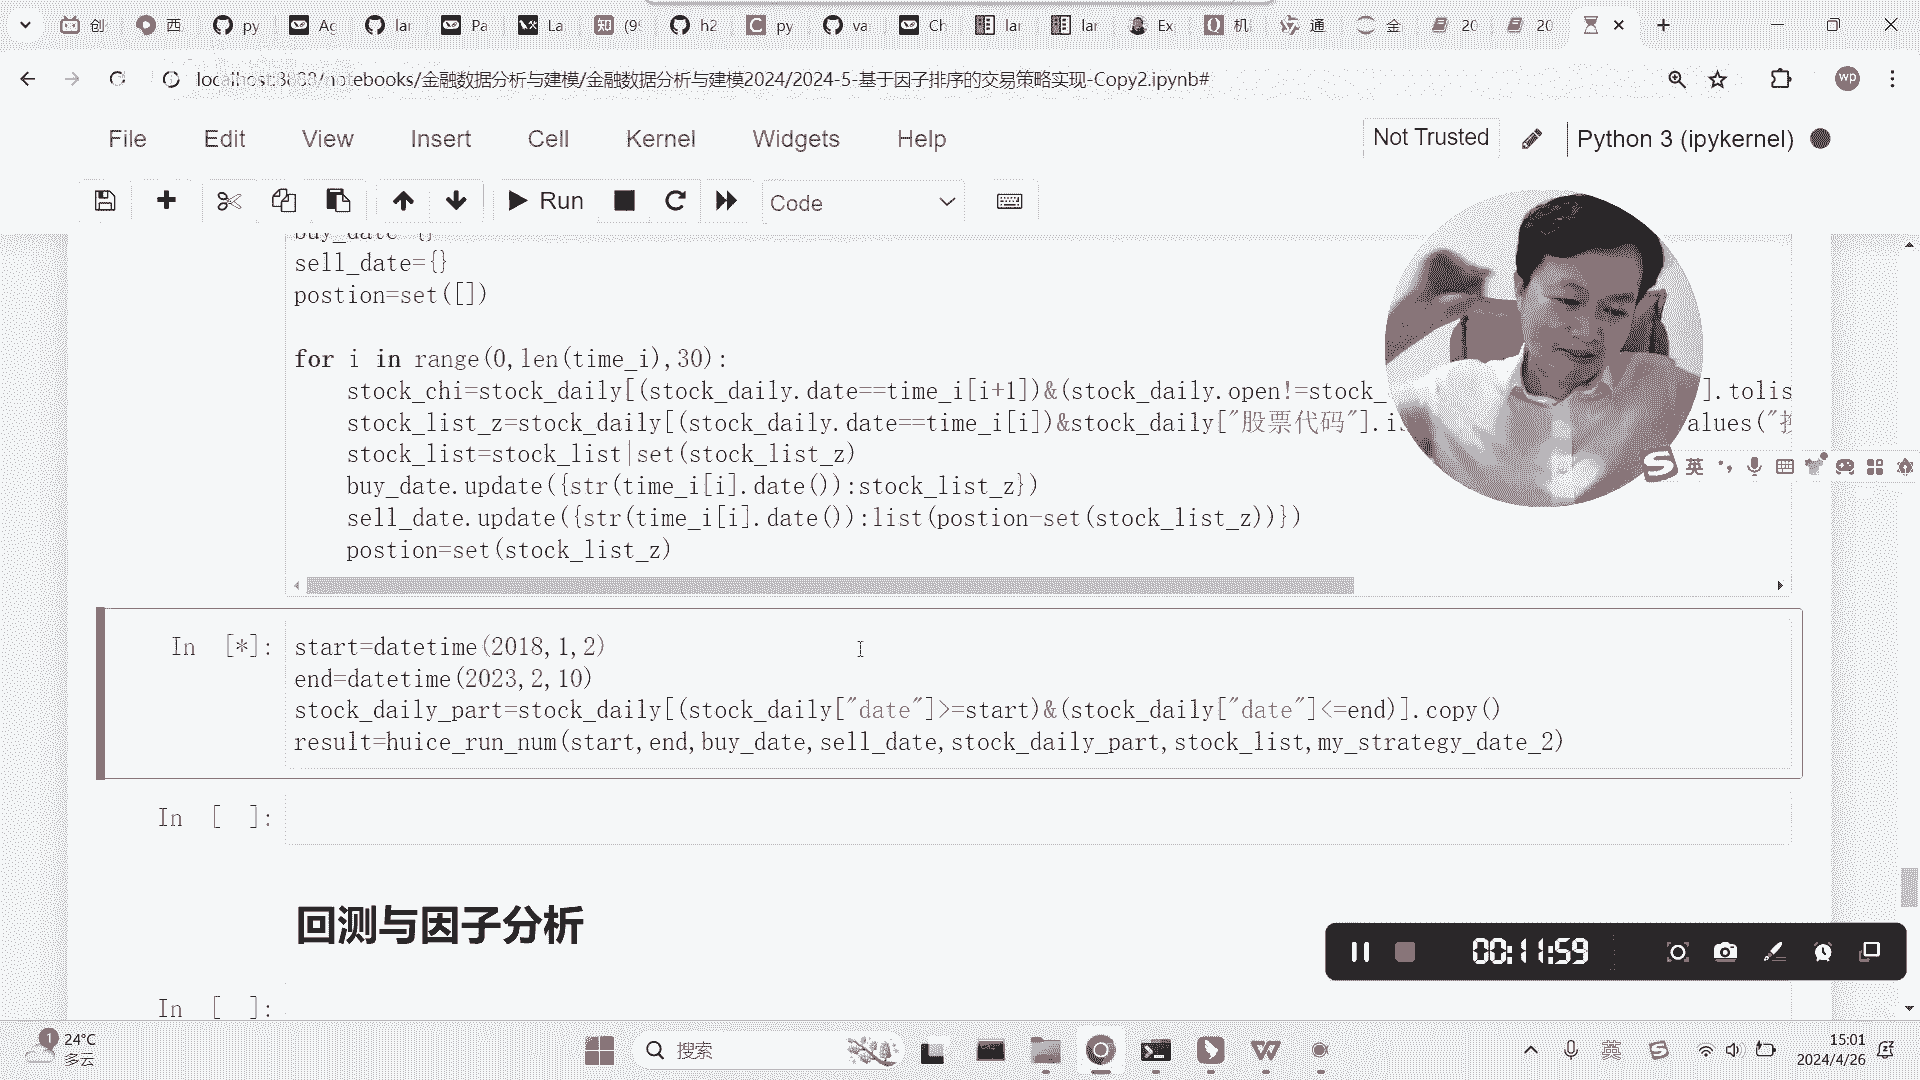 创
西
py
Ag
lar
Pa
La
知 (9
h2
py
va
Ch
lar
lar
Ex
机
通
金
20
20
localhost:8888/notebooks/金融数据分析与建模/金融数据分析与建模2024/2024-5-基于因子排序的交易策略实现-Copy2.ipynb#
wp
File Edit View Insert Cell Kernel Widgets Help
Not Trusted
Python 3 (ipykernel)
Run
Code
buy_date={}
sell_date={}
postion=set([])
for i in range(0,len(time_i),30):
stock_chi=stock_daily[(stock_daily.date==time_i[i+1])&(stock_daily.open!=stock_ ].tolis
stock_list_z=stock_daily[(stock_daily.date==time_i[i])&stock_daily["股票代码"].i alues("
stock_list=stock_list|set(stock_list_z)
buy_date.update({str(time_i[i].date()):stock_list_z})
sell_date.update({str(time_i[i].date()):list(postion-set(stock_list_z))})
postion=set(stock_list_z)
英
In [*]:
start=datetime(2018,1,2)
end=datetime(2023,2,10)
stock_daily_part=stock_daily[(stock_daily["date"]>=start)&(stock_daily["date"]<=end)].copy()
result=huice_run_num(start,end,buy_date,sell_date,stock_daily_part,stock_list,my_strategy_date_2)
In [ ]:
回测与因子分析
In [ ]:
00:11:59
1
24°C
多云
搜索
英
15:01
2024/4/26